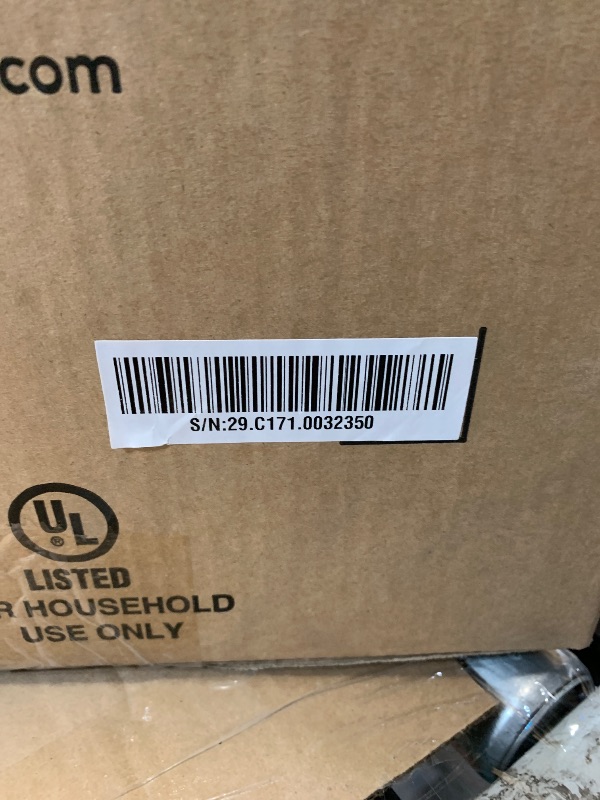 .com
S/N:29.C171.0032350
UL
®
LISTED
R HOUSEHOLD
USE ONLY